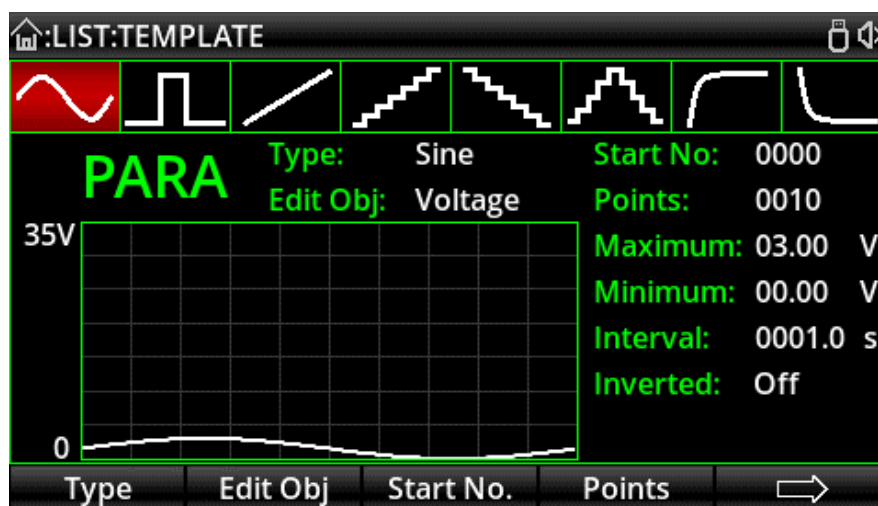 :LIST:TEMPLATE
PARA
Type: Sine
Edit Obj: Voltage
Start No: 0000
Points: 0010
Maximum: 03.00 V
Minimum: 00.00 V
Interval: 0001.0 s
Inverted: Off
35V
0
Type Edit Obj Start No. Points